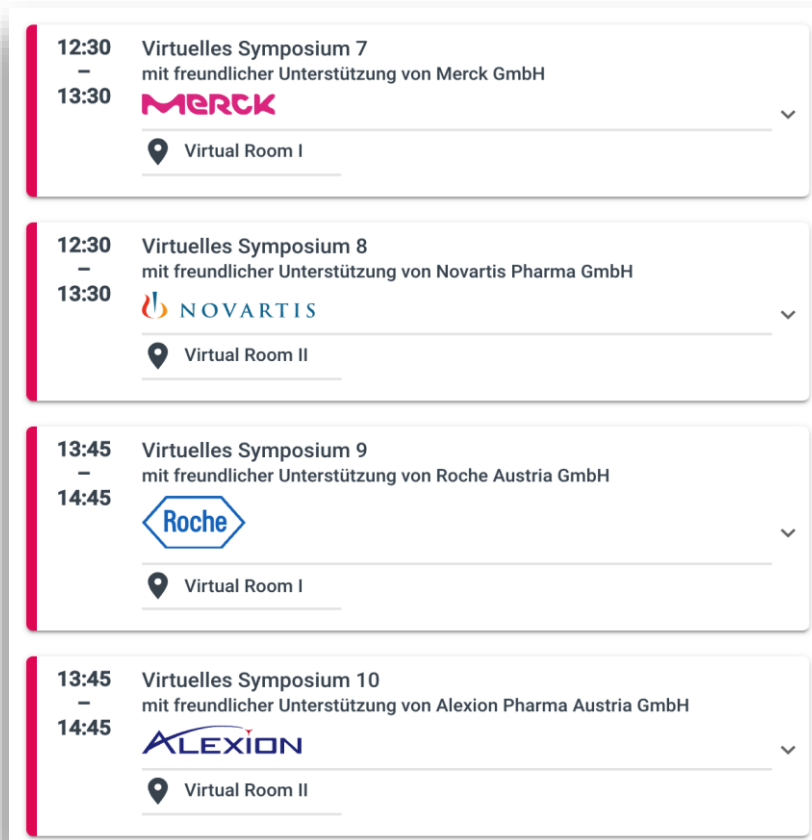 12:30
–
13:30
Virtuelles Symposium 7
mit freundlicher Unterstützung von Merck GmbH
MERCK
Virtual Room I
12:30
–
13:30
Virtuelles Symposium 8
mit freundlicher Unterstützung von Novartis Pharma GmbH
NOVARTIS
Virtual Room II
13:45
–
14:45
Virtuelles Symposium 9
mit freundlicher Unterstützung von Roche Austria GmbH
Roche
Virtual Room I
13:45
–
14:45
Virtuelles Symposium 10
mit freundlicher Unterstützung von Alexion Pharma Austria GmbH
ALEXION
Virtual Room II